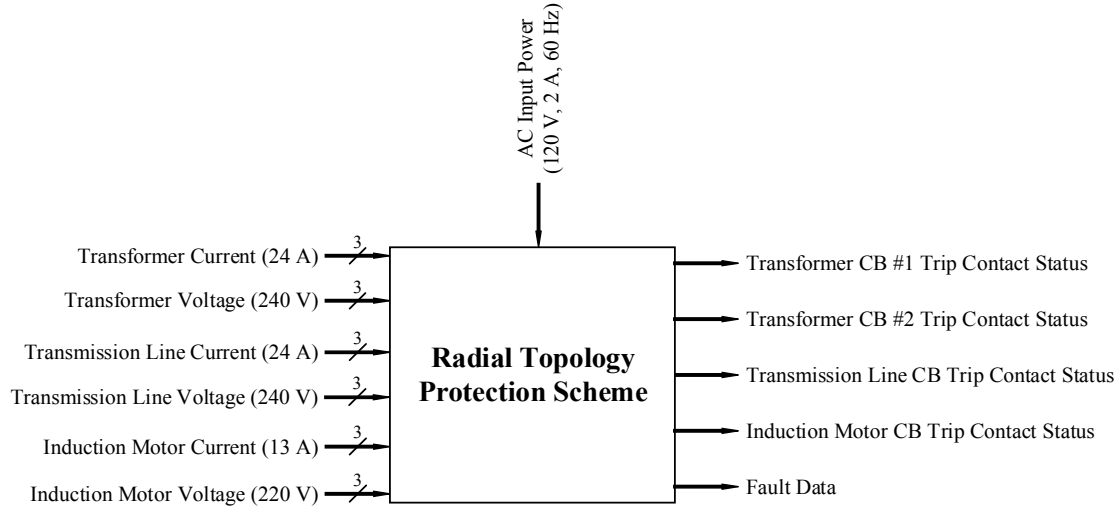 AC Input Power
(120 V, 2 A, 60 Hz)
3
Transformer Current (24 A)
3
Transformer Voltage (240 V)
3
Transmission Line Current (24 A)
3
Transmission Line Voltage (240 V)
3
Induction Motor Current (13 A)
3
Induction Motor Voltage (220 V)
Radial Topology
Protection Scheme
Transformer CB #1 Trip Contact Status
Transformer CB #2 Trip Contact Status
Transmission Line CB Trip Contact Status
Induction Motor CB Trip Contact Status
Fault Data